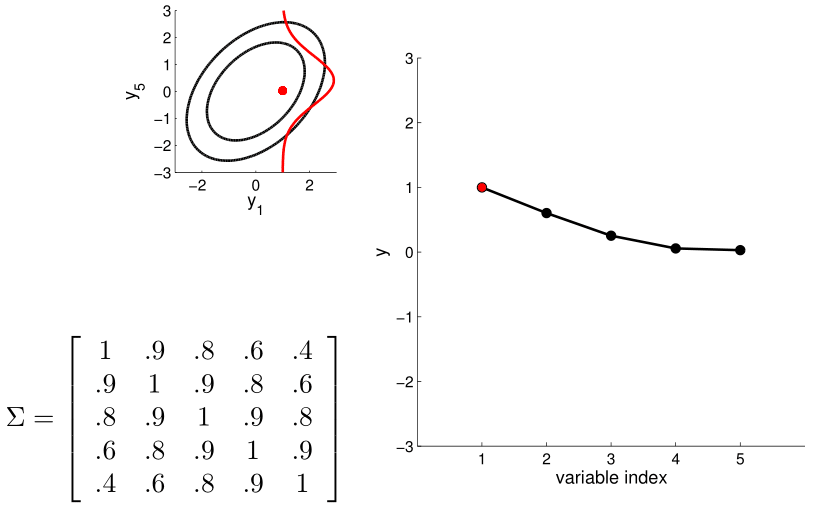 3
2
1
0
−1
−2
−3
y5
−2 0 2
y1
3
2
1
0
−1
−2
−3
y
1 2 3 4 5
variable index
Σ = [ 1 .9 .8 .6 .4
.9 1 .9 .8 .6
.8 .9 1 .9 .8
.6 .8 .9 1 .9
.4 .6 .8 .9 1 ]